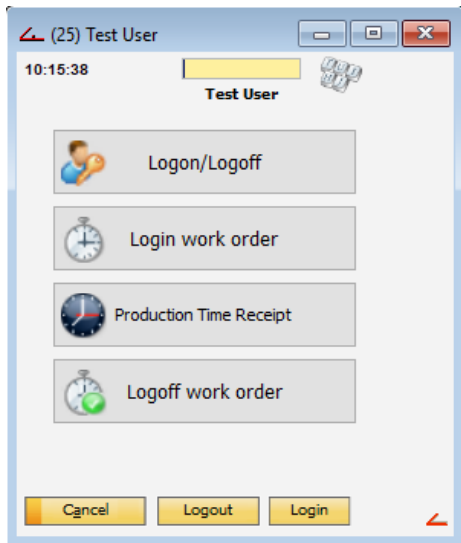 (25) Test User
10:15:38
Test User
Logon/Logoff
Login work order
Production Time Receipt
Logoff work order
Cancel Logout Login